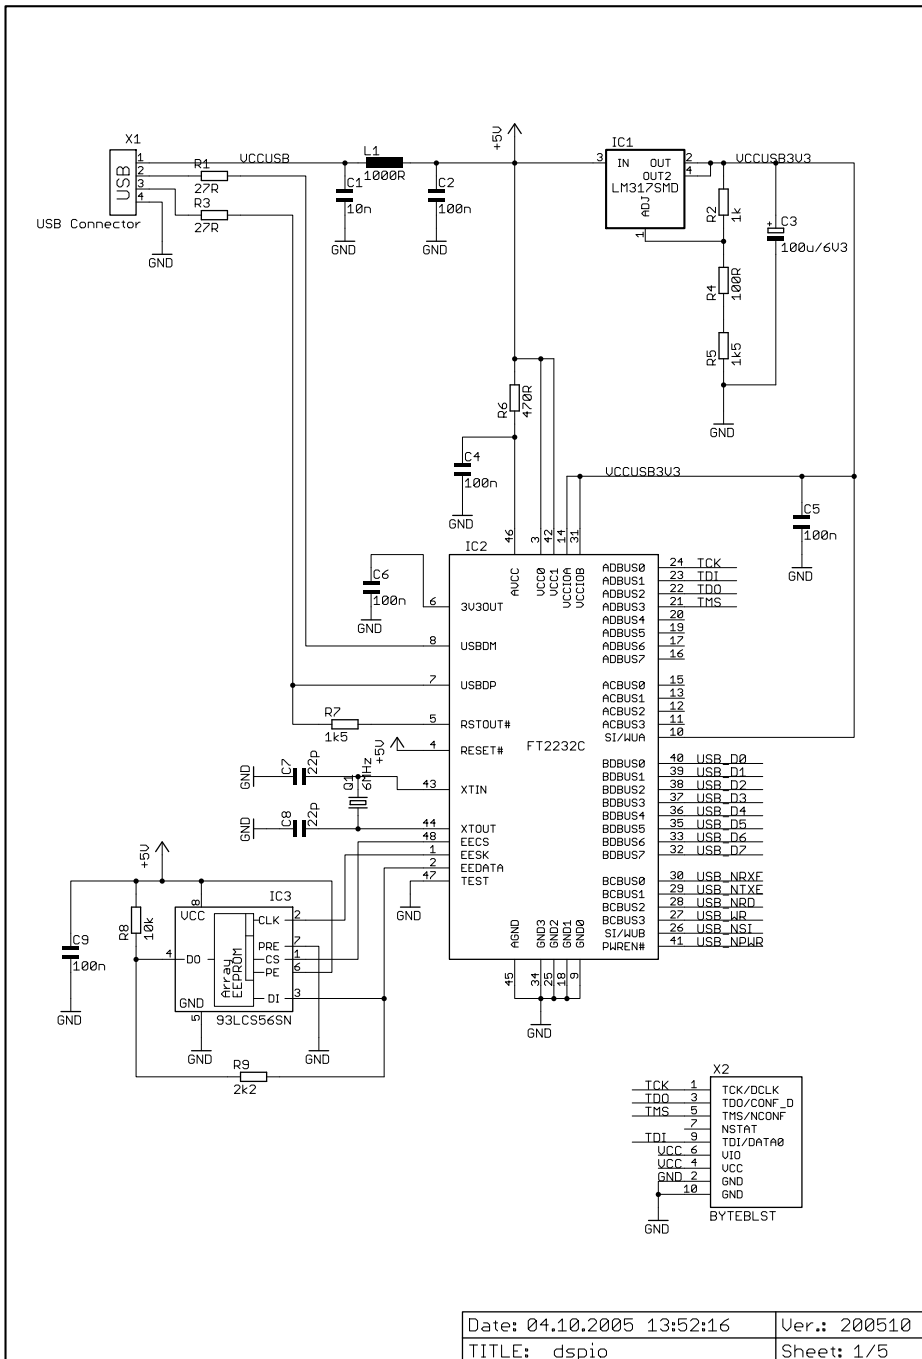 X1
USB
1
2
3
4
USB Connector
GND
R1
27R
R3
27R
VCCUSB
L1
1000R
C1
10n
GND
C2
100n
GND
+5V
IC1
3 IN OUT 2
OUT2 4
LM317SMD
ADJ
1
VCCUSB3V3
R2
1k
C3
+
100u/6V3
R4
100R
R5
1k5
GND
R6
470R
C4
100n
GND
VCCUSB3V3
C5
100n
GND
IC2
46
3
42
14
31
AVCC
VCC0
VCC1
VCCIOA
VCCIOB
C6
100n
GND
6 3V3OUT
8 USBDM
7 USBDP
R7
1k5
5 RSTOUT#
+5V
4 RESET#
FT2232C
GND
C7
22p
Q1
6MHz
43 XTIN
GND
C8
22p
44 XTOUT
48 EECS
1 EESK
2 EEDATA
47 TEST
GND
ADBUS0 24 TCK
ADBUS1 23 TDI
ADBUS2 22 TDO
ADBUS3 21 TMS
ADBUS4 20
ADBUS5 19
ADBUS6 17
ADBUS7 16
ACBUS0 15
ACBUS1 13
ACBUS2 12
ACBUS3 11
SI/WUA 10
BDBUS0 40 USB_D0
BDBUS1 39 USB_D1
BDBUS2 38 USB_D2
BDBUS3 37 USB_D3
BDBUS4 36 USB_D4
BDBUS5 35 USB_D5
BDBUS6 33 USB_D6
BDBUS7 32 USB_D7
BCBUS0 30 USB_NRXF
BCBUS1 29 USB_NTXE
BCBUS2 28 USB_NRD
BCBUS3 27 USB_WR
SI/WUB 26 USB_NSI
PWREN# 41 USB_NPWR
AGND
GND3
GND2
GND1
GND0
45
34
25
18
9
GND
+5V
C9
100n
GND
R8
10k
IC3
8
VCC
CLK 2
PRE 7
4 DO
CS 1
PE 6
DI 3
Array
EEPROM
GND
5
93LCS56SN
GND
GND
R9
2k2
X2
TCK 1 TCK/DCLK
TDO 3 TDO/CONF_D
TMS 5 TMS/NCONF
7 NSTAT
TDI 9 TDI/DATA0
VCC 6 VIO
VCC 4 VCC
GND 2 GND
10 GND
BYTEBLST
GND
Date: 04.10.2005 13:52:16 Ver.: 200510
TITLE: dspio Sheet: 1/5